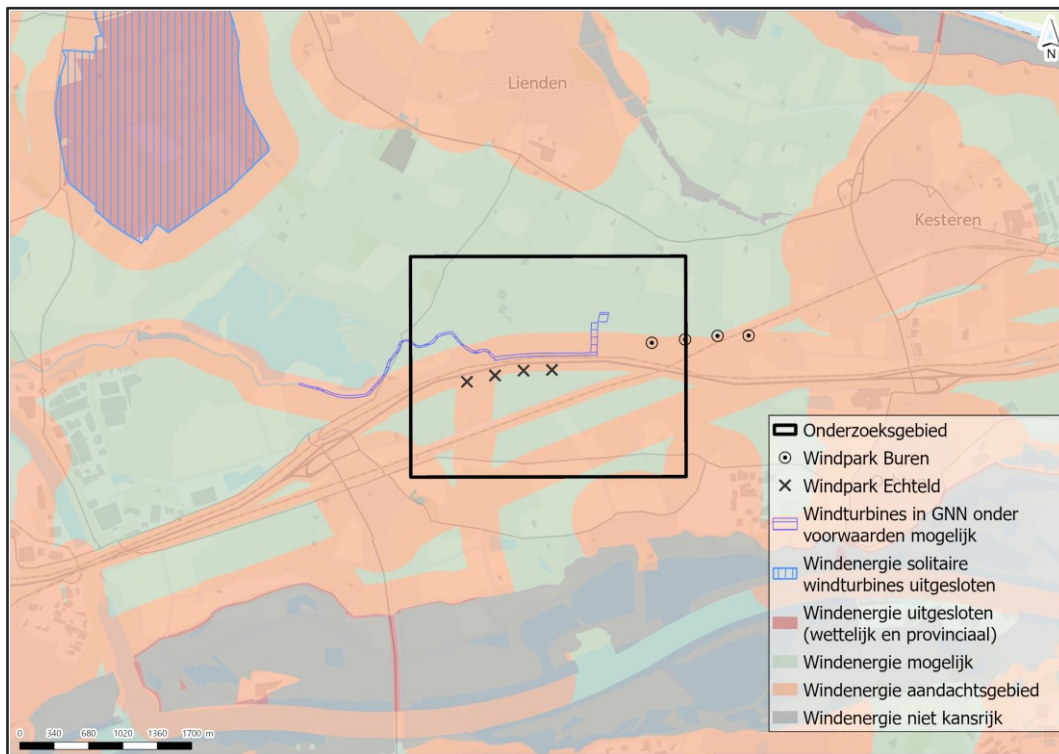 N
Lienden
Kesteren
Onderzoeksgebied
Windpark Buren
Windpark Echteld
Windturbines in GNN onder
voorwaarden mogelijk
Windenergie solitaire
windturbines uitgesloten
Windenergie uitgesloten
(wettelijk en provinciaal)
Windenergie mogelijk
Windenergie aandachtsgebied
Windenergie niet kansrijk
0 340 680 1020 1360 1700 m